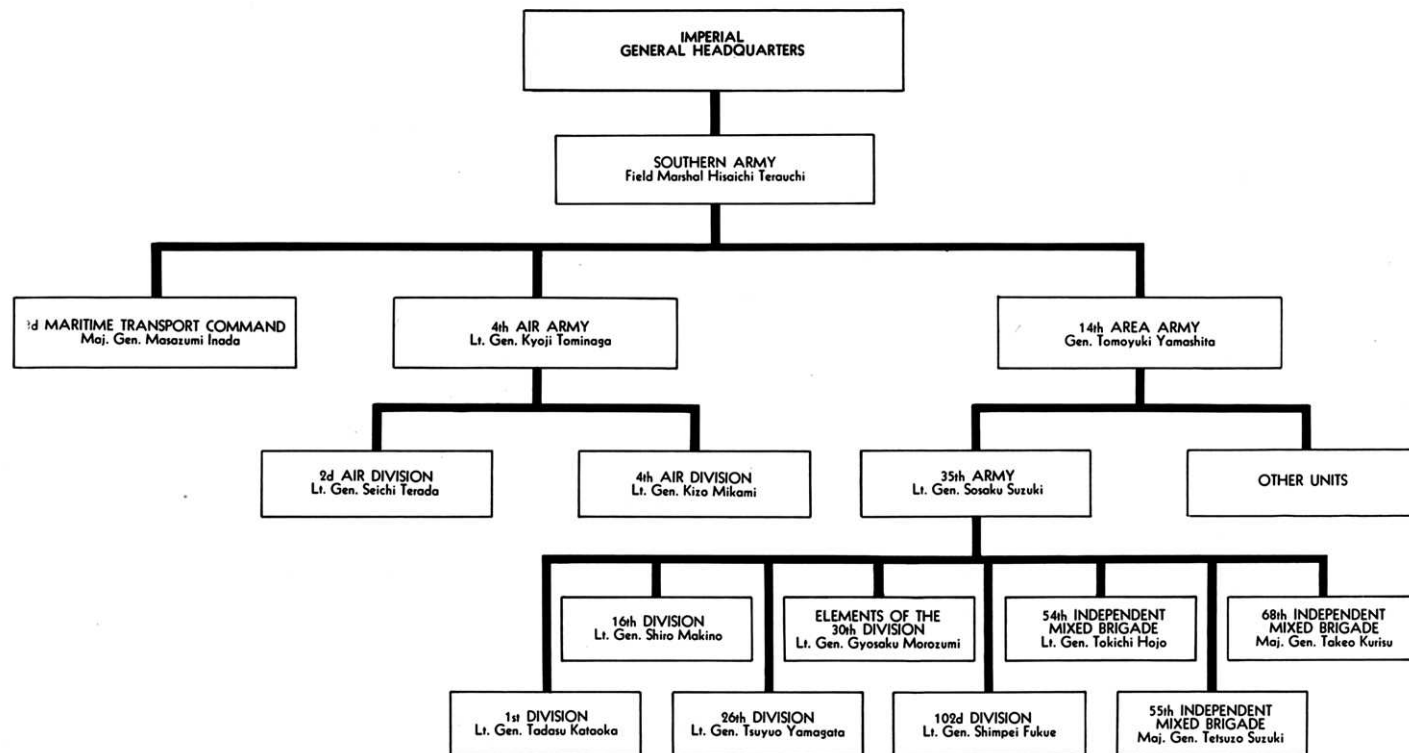 IMPERIAL
GENERAL HEADQUARTERS
SOUTHERN ARMY
Field Marshal Hisaichi Terauchi
d MARITIME TRANSPORT COMMAND
Maj. Gen. Masazumi Inada
4th AIR ARMY
Lt. Gen. Kyoji Tominaga
14th AREA ARMY
Gen. Tomoyuki Yamashita
2d AIR DIVISION
Lt. Gen. Seichi Terada
4th AIR DIVISION
Lt. Gen. Kizo Mikami
35th ARMY
Lt. Gen. Sosaku Suzuki
OTHER UNITS
16th DIVISION
Lt. Gen. Shiro Makino
ELEMENTS OF THE
30th DIVISION
Lt. Gen. Gyosaku Morozumi
54th INDEPENDENT
MIXED BRIGADE
Lt. Gen. Tokichi Hojo
68th INDEPENDENT
MIXED BRIGADE
Maj. Gen. Takeo Kurisu
1st DIVISION
Lt. Gen. Tadasu Kataoka
26th DIVISION
Lt. Gen. Tsuyuo Yamagata
102d DIVISION
Lt. Gen. Shimpei Fukue
55th INDEPENDENT
MIXED BRIGADE
Maj. Gen. Tetsuzo Suzuki